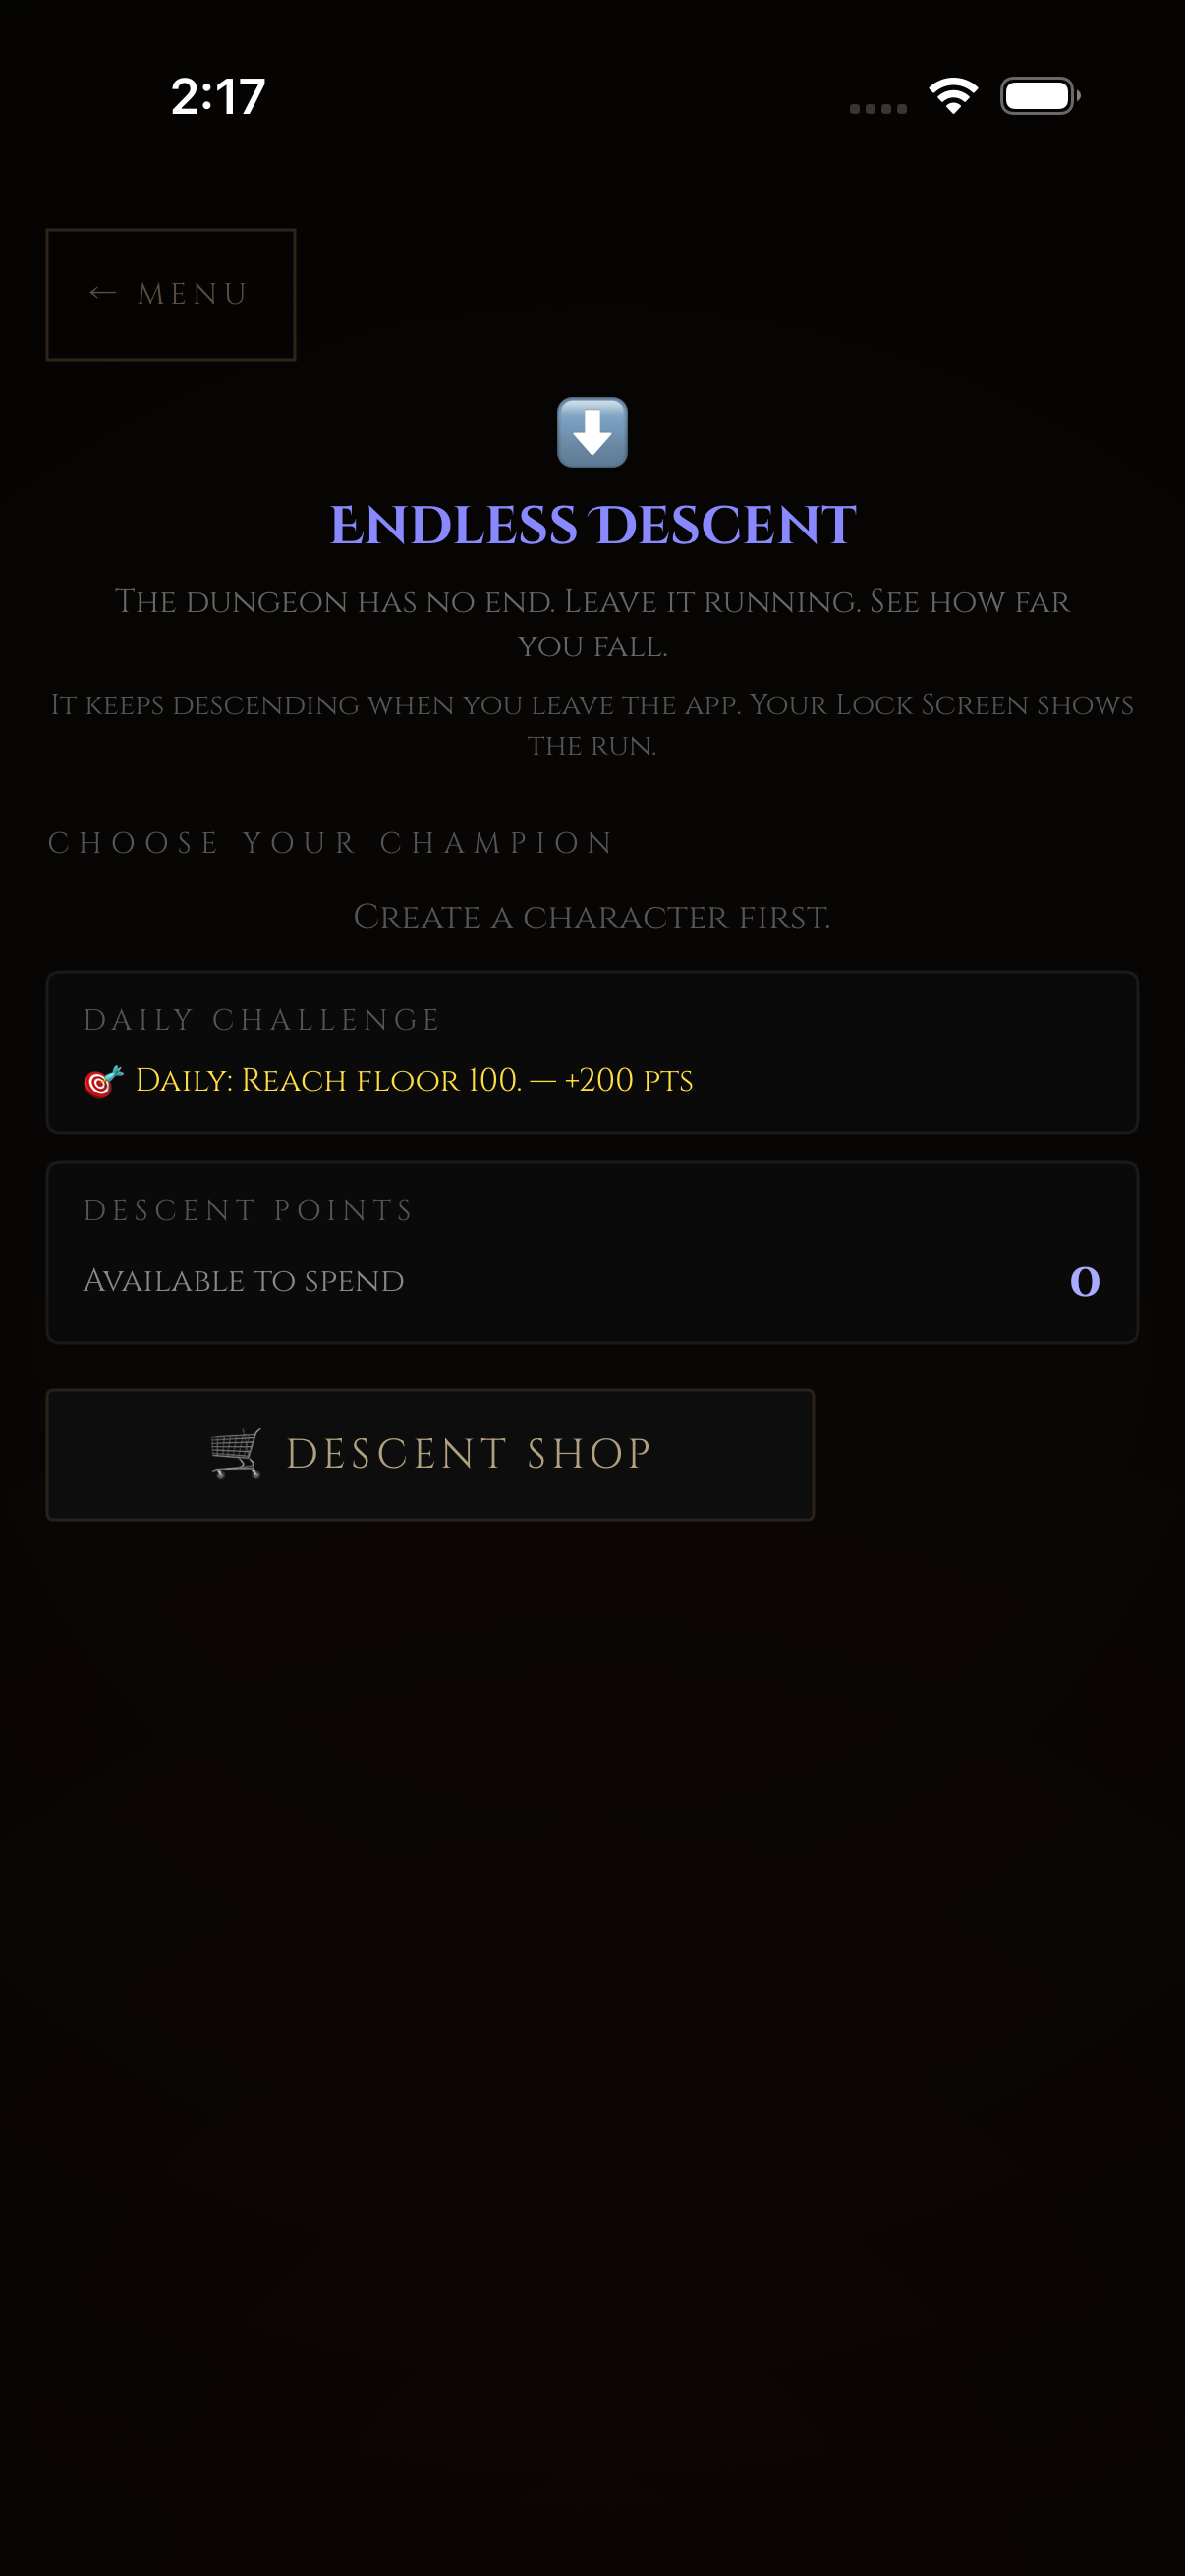 2:17
← MENU
Endless Descent
The dungeon has no end. Leave it running. See how far
you fall.
It keeps descending when you leave the app. Your Lock Screen shows
the run.
CHOOSE YOUR CHAMPION
Create a character first.
DAILY CHALLENGE
🎯 Daily: Reach floor 100. — +200 pts
DESCENT POINTS
Available to spend
0
🛒 DESCENT SHOP